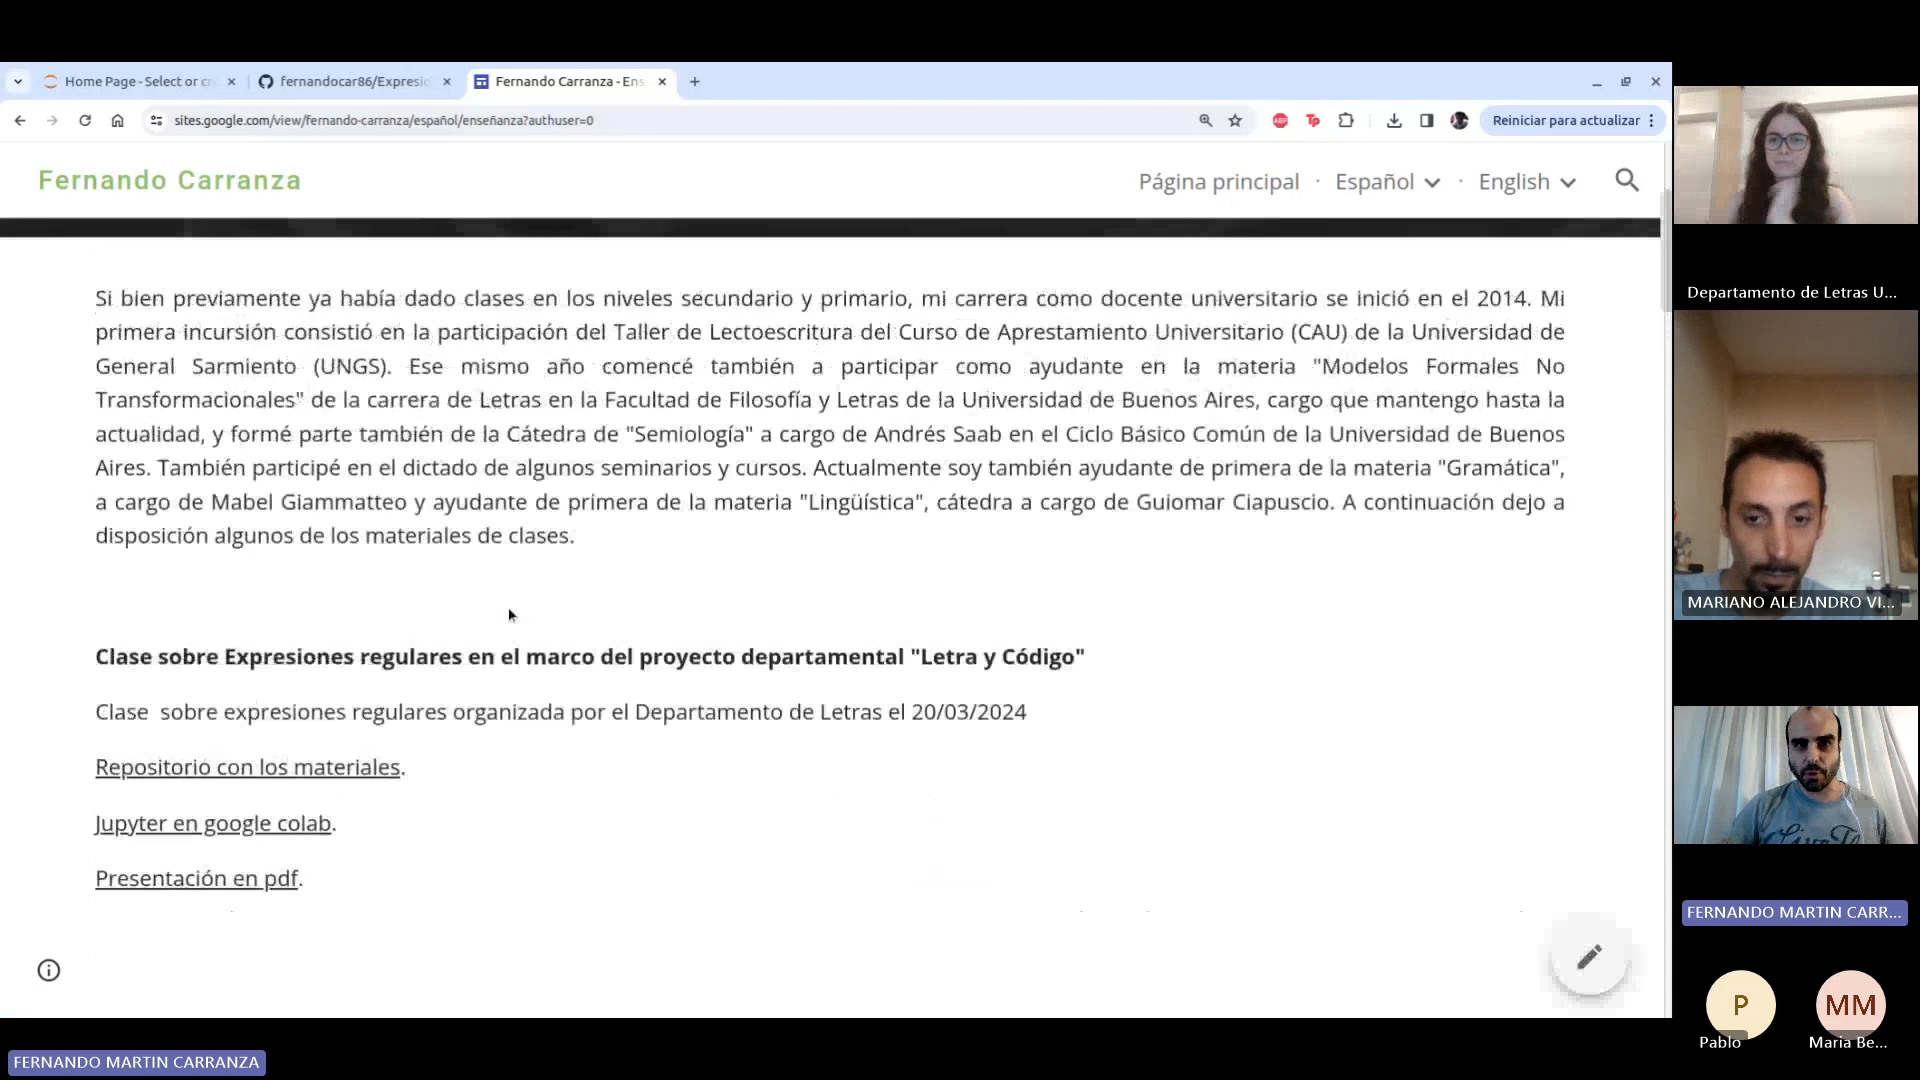 Home Page - Select or cr
fernandocar86/Expresio
Fernando Carranza - Ens
sites.google.com/view/fernando-carranza/español/enseñanza?authuser=0
Reiniciar para actualizar
Fernando Carranza
Página principal · Español · English
Si bien previamente ya había dado clases en los niveles secundario y primario, mi carrera como docente universitario se inició en el 2014. Mi
primera incursión consistió en la participación del Taller de Lectoescritura del Curso de Aprestamiento Universitario (CAU) de la Universidad de
General Sarmiento (UNGS). Ese mismo año comencé también a participar como ayudante en la materia "Modelos Formales No
Transformacionales" de la carrera de Letras en la Facultad de Filosofía y Letras de la Universidad de Buenos Aires, cargo que mantengo hasta la
actualidad, y formé parte también de la Cátedra de "Semiología" a cargo de Andrés Saab en el Ciclo Básico Común de la Universidad de Buenos
Aires. También participé en el dictado de algunos seminarios y cursos. Actualmente soy también ayudante de primera de la materia "Gramática",
a cargo de Mabel Giammatteo y ayudante de primera de la materia "Lingüística", cátedra a cargo de Guiomar Ciapuscio. A continuación dejo a
disposición algunos de los materiales de clases.
Clase sobre Expresiones regulares en el marco del proyecto departamental "Letra y Código"
Clase sobre expresiones regulares organizada por el Departamento de Letras el 20/03/2024
Repositorio con los materiales.
Jupyter en google colab.
Presentación en pdf.
FERNANDO MARTIN CARRANZA
Departamento de Letras U...
MARIANO ALEJANDRO VI...
FERNANDO MARTIN CARR...
P
MM
Pablo
Maria Be...